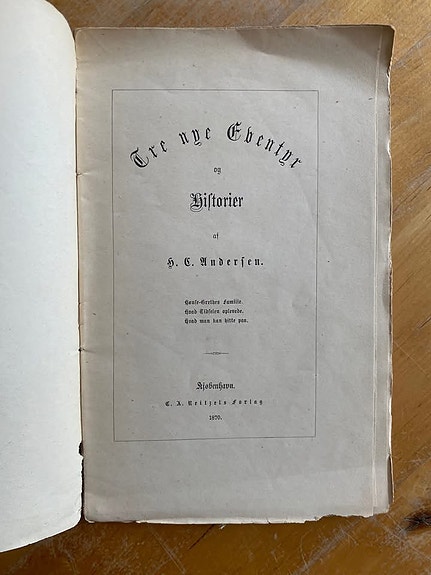 Tre nye Eventyr
og
Historier
af
H. C. Andersen.
Hønse-Grethes Familie.
Hvad Tidselen oplevede.
Hvad man kan hitte paa.
Kjøbenhavn.
C. A. Reitzels Forlag
1870.